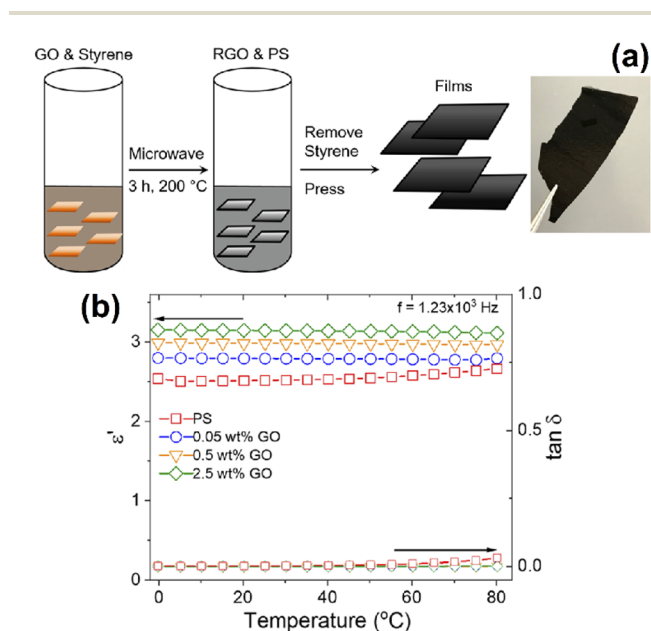 (a)
GO & Styrene
RGO & PS
Films
Microwave
3 h, 200 °C
Remove
Styrene
Press
(b)
f = 1.23x10³ Hz
1.0
3
2
0.5
1
0
0.0
ε'
tan δ
PS
0.05 wt% GO
0.5 wt% GO
2.5 wt% GO
0
20
40
60
80
Temperature (°C)